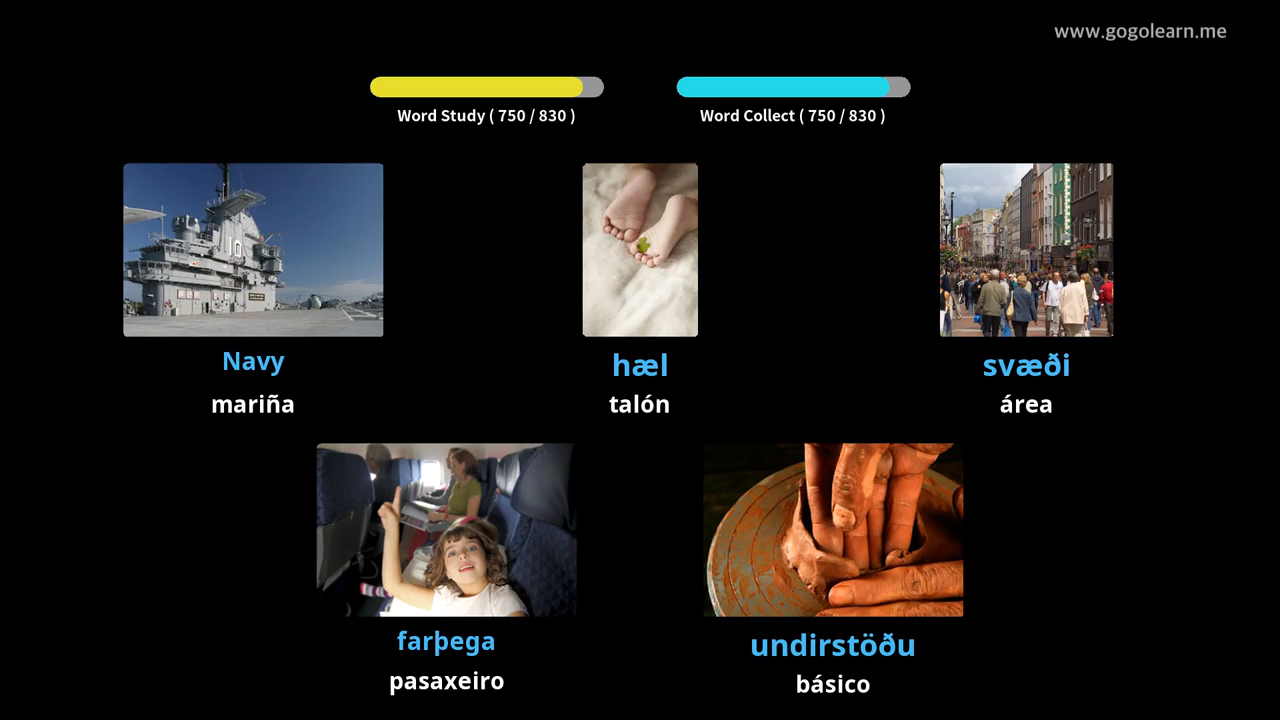 www.gogolearn.me
Word Study ( 750 / 830 )
Word Collect ( 750 / 830 )
10
Navy
mariña
hæl
talón
svæði
área
farþega
pasaxeiro
undirstöðu
básico